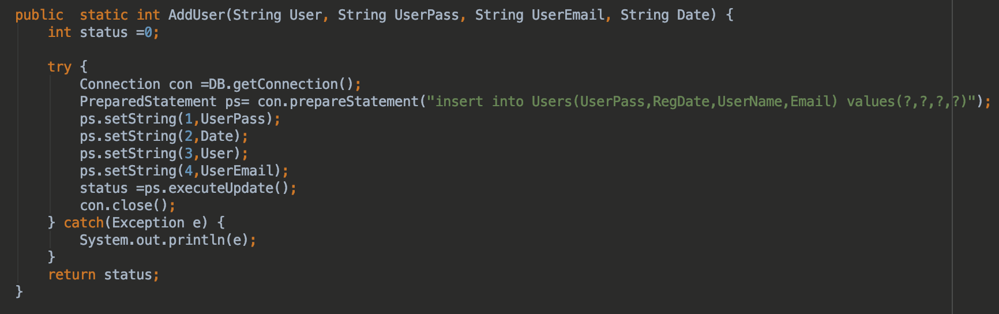 public  static int AddUser(String User, String UserPass, String UserEmail, String Date) {
    int status =0;

    try {
        Connection con =DB.getConnection();
        PreparedStatement ps= con.prepareStatement("insert into Users(UserPass,RegDate,UserName,Email) values(?,?,?,?)");
        ps.setString(1,UserPass);
        ps.setString(2,Date);
        ps.setString(3,User);
        ps.setString(4,UserEmail);
        status =ps.executeUpdate();
        con.close();
    } catch(Exception e) {
        System.out.println(e);
    }
    return status;
}